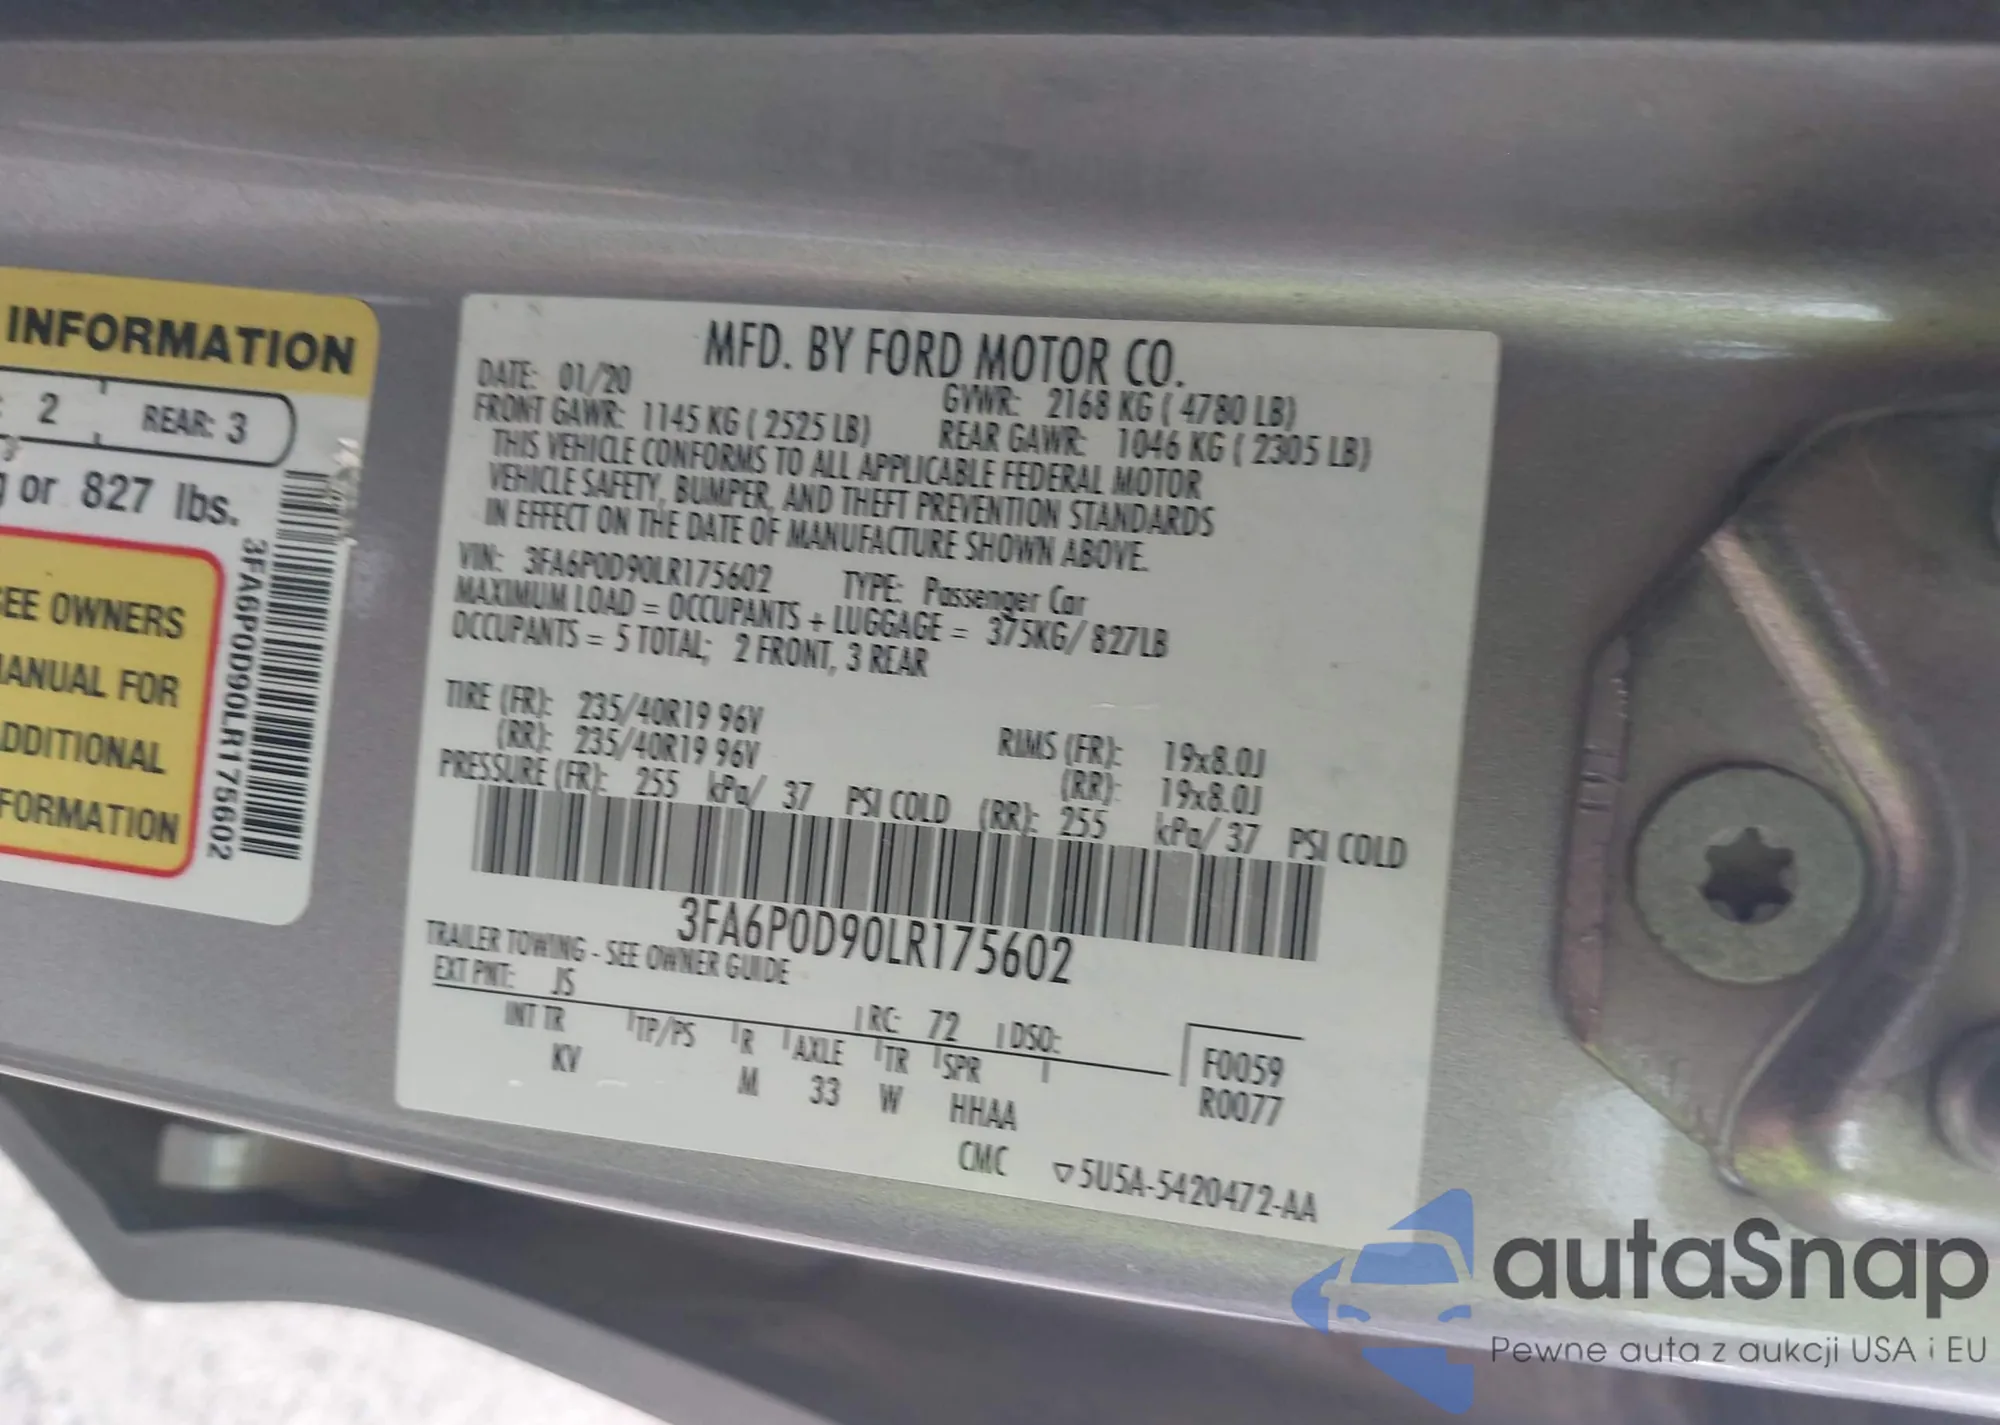 INFORMATION
2 REAR: 3
or 827 lbs.
SEE OWNERS
MANUAL FOR
ADDITIONAL
INFORMATION
3FA6P0D90LR175602
MFD. BY FORD MOTOR CO.
DATE: 01/20 GVWR: 2168 KG ( 4780 LB)
FRONT GAWR: 1145 KG ( 2525 LB) REAR GAWR: 1046 KG ( 2305 LB)
THIS VEHICLE CONFORMS TO ALL APPLICABLE FEDERAL MOTOR
VEHICLE SAFETY, BUMPER, AND THEFT PREVENTION STANDARDS
IN EFFECT ON THE DATE OF MANUFACTURE SHOWN ABOVE.
VIN: 3FA6P0D90LR175602 TYPE: Passenger Car
MAXIMUM LOAD = OCCUPANTS + LUGGAGE = 375KG/ 827LB
OCCUPANTS = 5 TOTAL; 2 FRONT, 3 REAR
TIRE (FR): 235/40R19 96V RIMS (FR): 19x8.0J
(RR): 235/40R19 96V (RR): 19x8.0J
PRESSURE (FR): 255 kPa/ 37 PSI COLD (RR): 255 kPa/ 37 PSI COLD
3FA6P0D90LR175602
TRAILER TOWING - SEE OWNER GUIDE
EXT PNT: JS RC: 72 DSO:
INT TR TP/PS R AXLE TR SPR F0059
KV M 33 W HHAA R0077
CMC ▽5U5A-5420472-AA
autaSnap
Pewne auta z aukcji USA i EU